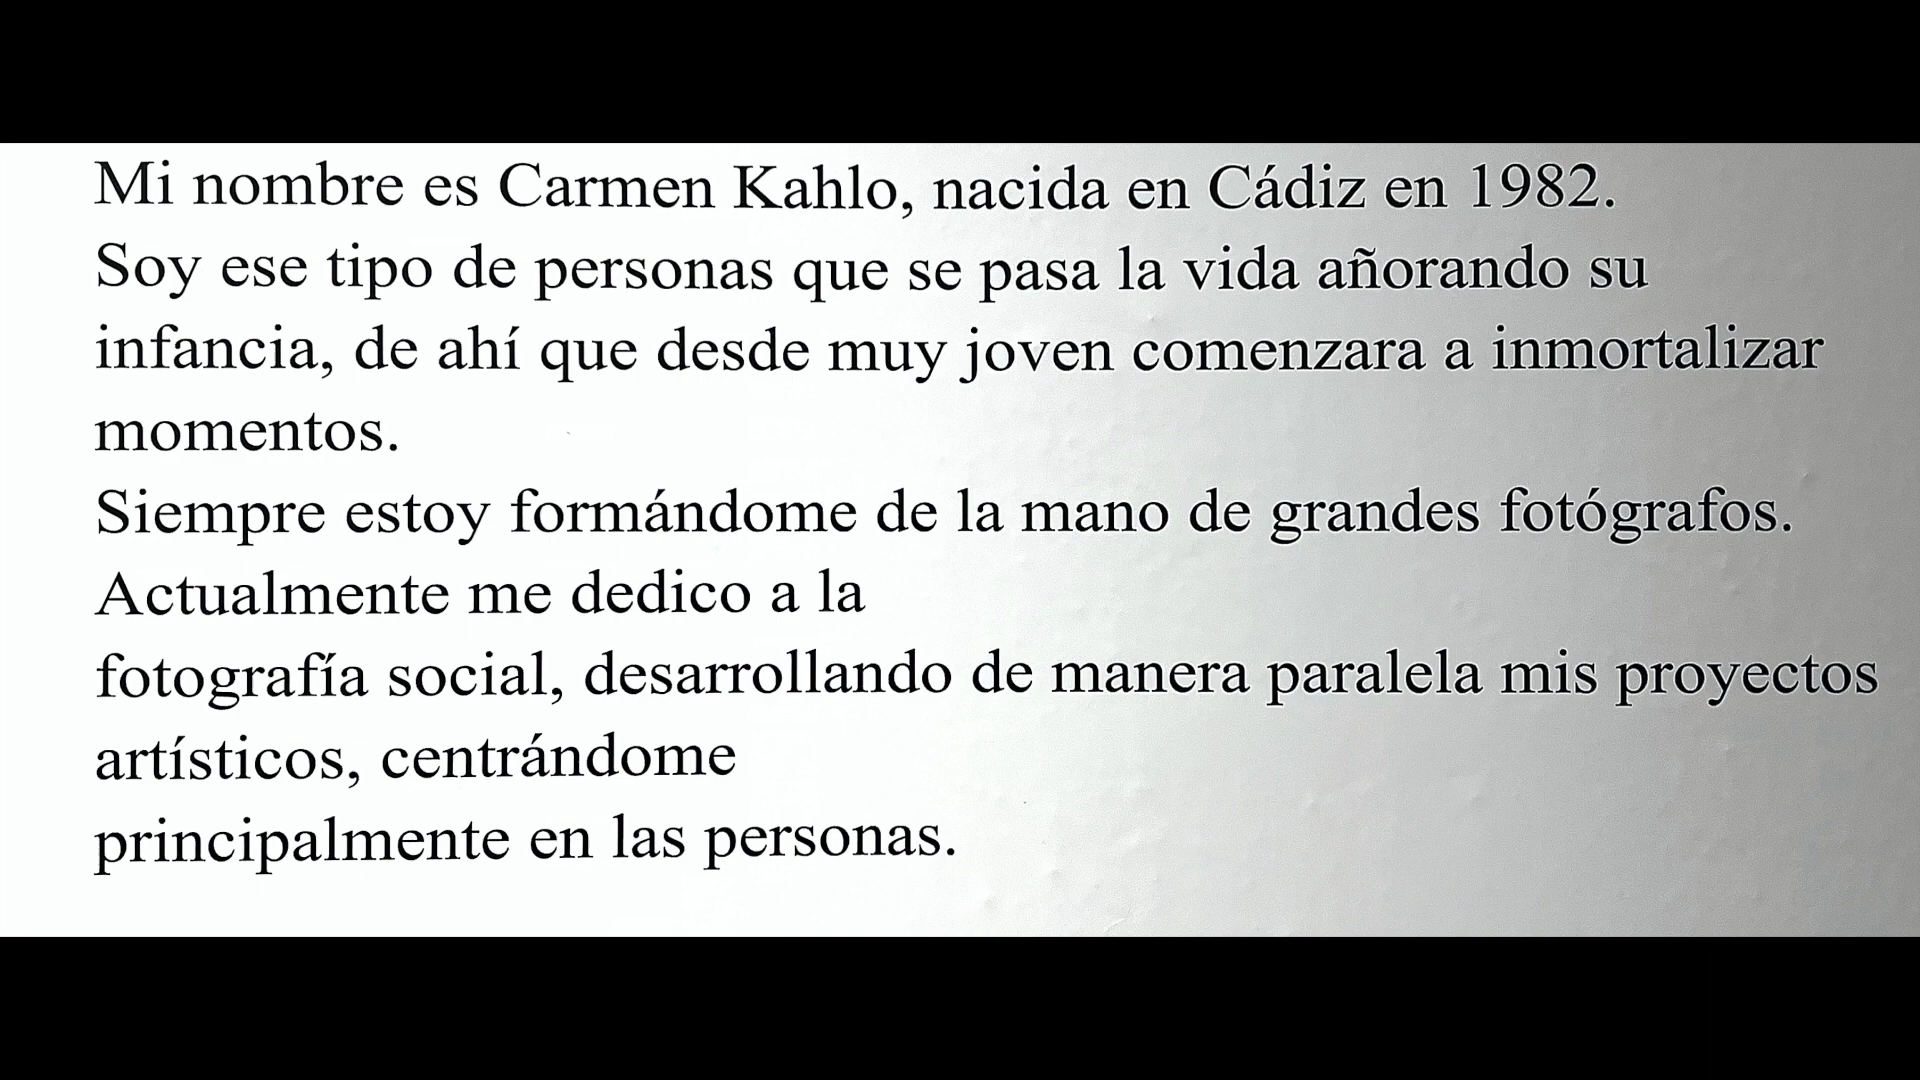 Mi nombre es Carmen Kahlo, nacida en Cádiz en 1982.
Soy ese tipo de personas que se pasa la vida añorando su
infancia, de ahí que desde muy joven comenzara a inmortalizar
momentos.
Siempre estoy formándome de la mano de grandes fotógrafos.
Actualmente me dedico a la
fotografía social, desarrollando de manera paralela mis proyectos
artísticos, centrándome
principalmente en las personas.